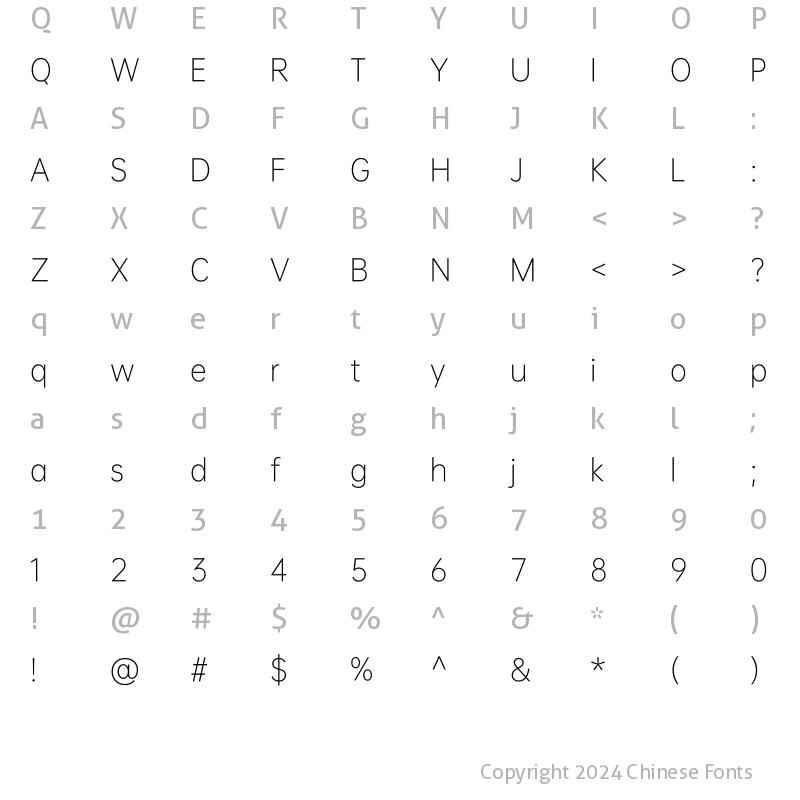 Q W E R T Y U I O P
Q W E R T Y U I O P
A S D F G H J K L :
A S D F G H J K L :
Z X C V B N M < > ?
Z X C V B N M < > ?
q w e r t y u i o p
q w e r t y u i o p
a s d f g h j k l ;
a s d f g h j k l ;
1 2 3 4 5 6 7 8 9 0
1 2 3 4 5 6 7 8 9 0
! @ # $ % ^ & * ( )
! @ # $ % ^ & * ( )
Copyright 2024 Chinese Fonts